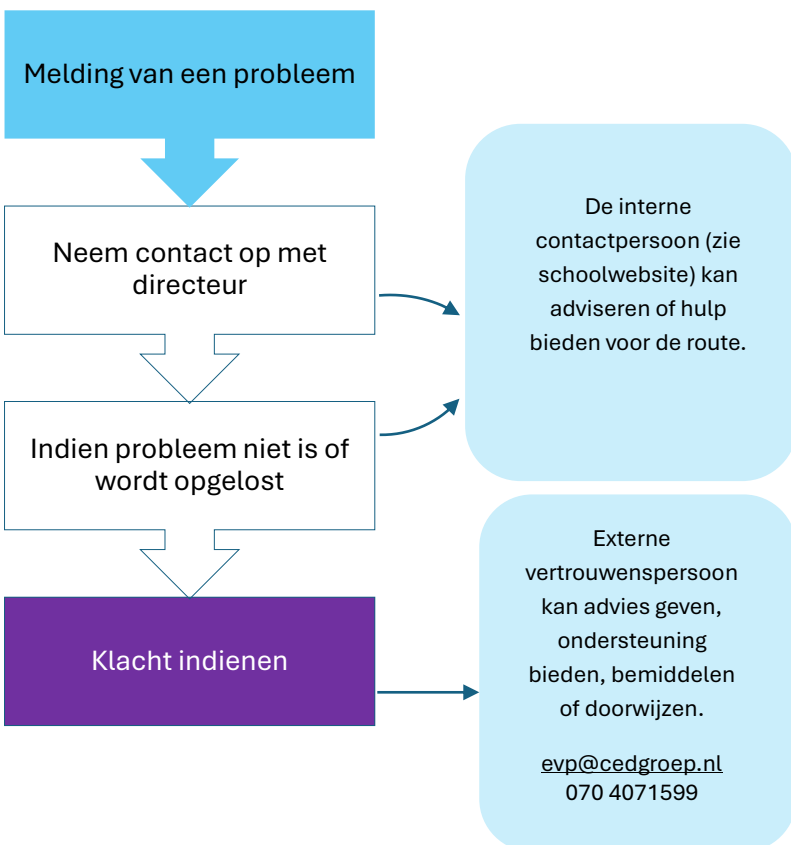 Melding van een probleem
Neem contact op met
directeur
De interne
contactpersoon (zie
schoolwebsite) kan
adviseren of hulp
bieden voor de route.
Indien probleem niet is of
wordt opgelost
Klacht indienen
Externe
vertrouwenspersoon
kan advies geven,
ondersteuning
bieden, bemiddelen
of doorwijzen.
evp@cedgroep.nl
070 4071599